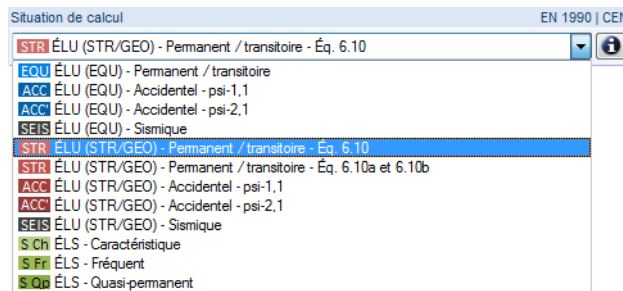 Situation de calcul EN 1990 | CEN
STR ÉLU (STR/GEO) - Permanent / transitoire - Éq. 6.10
EQU ÉLU (EQU) - Permanent / transitoire
ACC ÉLU (EQU) - Accidentel - psi-1,1
ACC' ÉLU (EQU) - Accidentel - psi-2,1
SEIS ÉLU (EQU) - Sismique
STR ÉLU (STR/GEO) - Permanent / transitoire - Éq. 6.10
STR ÉLU (STR/GEO) - Permanent / transitoire - Éq. 6.10a et 6.10b
ACC ÉLU (STR/GEO) - Accidentel - psi-1,1
ACC' ÉLU (STR/GEO) - Accidentel - psi-2,1
SEIS ÉLU (STR/GEO) - Sismique
S Ch ÉLS - Caractéristique
S Fr ÉLS - Fréquent
S Qp ÉLS - Quasi-permanent